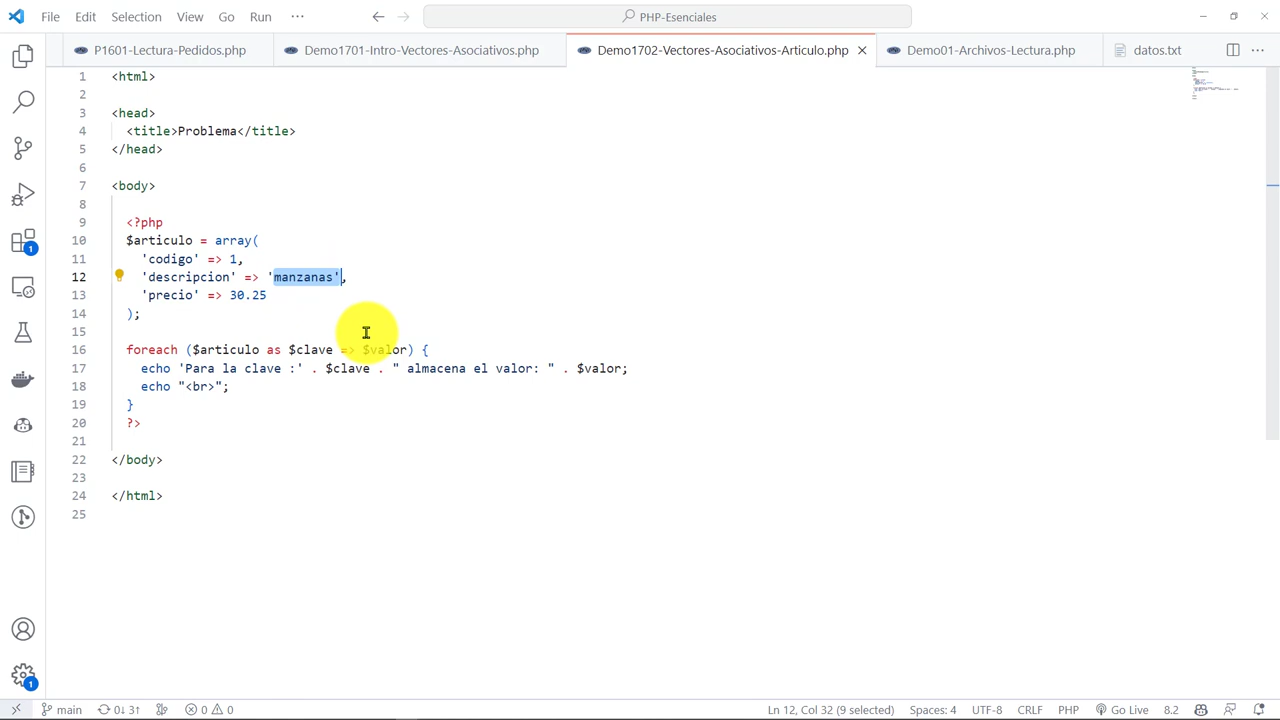 File Edit Selection View Go Run ··· PHP-Esenciales
P1601-Lectura-Pedidos.php Demo1701-Intro-Vectores-Asociativos.php Demo1702-Vectores-Asociativos-Articulo.php Demo01-Archivos-Lectura.php datos.txt ···
1 <html>
2
3 <head>
4 <title>Problema</title>
5 </head>
6
7 <body>
8
9 <?php
10 $articulo = array(
11 'codigo' => 1,
12 'descripcion' => 'manzanas',
13 'precio' => 30.25
14 );
15
16 foreach ($articulo as $clave => $valor) {
17 echo 'Para la clave :' . $clave . " almacena el valor: " . $valor;
18 echo "<br>";
19 }
20 ?>
21
22 </body>
23
24 </html>
25
1
1
main 0↓ 3↑ 0 0 Ln 12, Col 32 (9 selected) Spaces: 4 UTF-8 CRLF PHP Go Live 8.2